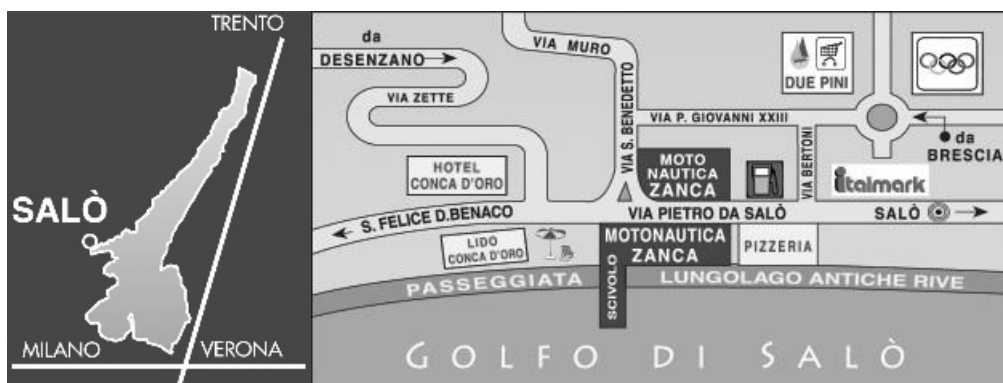 TRENTO
SALÒ
MILANO
VERONA
da
DESENZANO
VIA ZETTE
VIA MURO
VIA S. BENEDETTO
DUE PINI
VIA P. GIOVANNI XXIII
da
BRESCIA
VIA BERTONI
HOTEL
CONCA D'ORO
MOTO
NAUTICA
ZANCA
italmark
S. FELICE D.BENACO
VIA PIETRO DA SALÒ
SALÒ
LIDO
CONCA D'ORO
MOTONAUTICA
ZANCA
PIZZERIA
SCIVOLO
PASSEGGIATA
LUNGOLAGO ANTICHE RIVE
GOLFO DI SALÒ